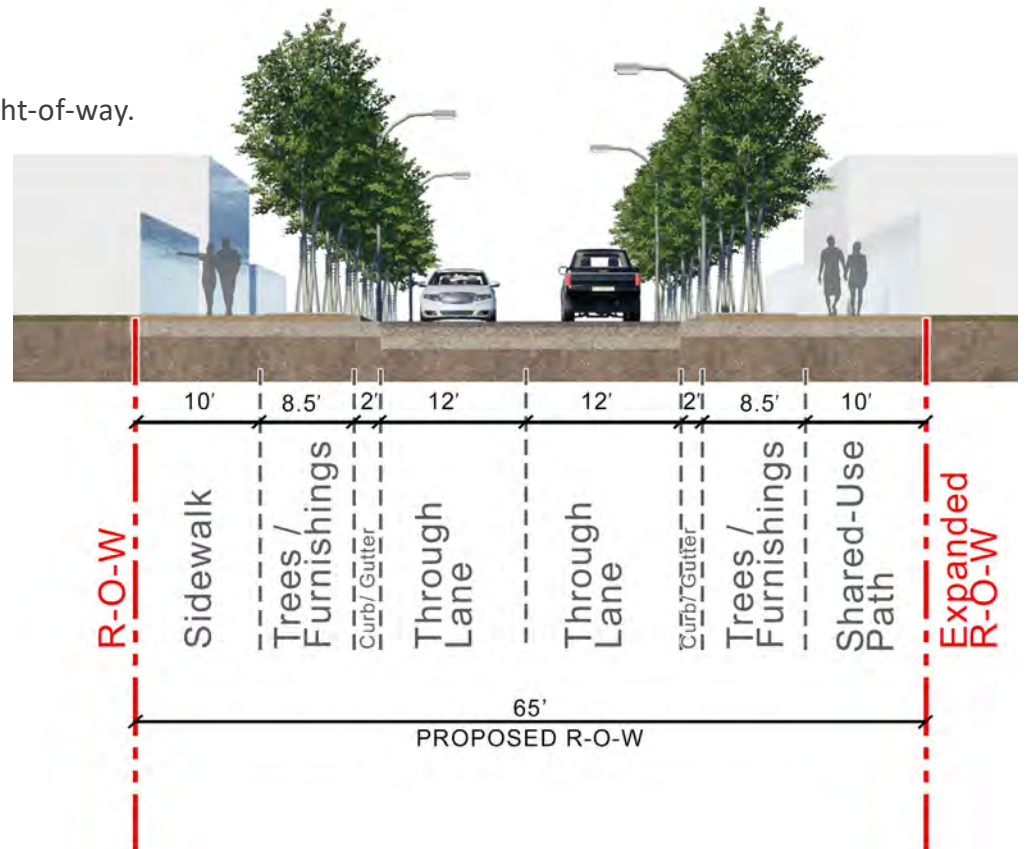 ht-of-way.
10' 8.5' 2' 12' 12' 2' 8.5' 10'
R-O-W
Sidewalk
Trees /
Furnishings
Curb/ Gutter
Through
Lane
Through
Lane
Curb/ Gutter
Trees /
Furnishings
Shared-Use
Path
Expanded
R-O-W
65'
PROPOSED R-O-W